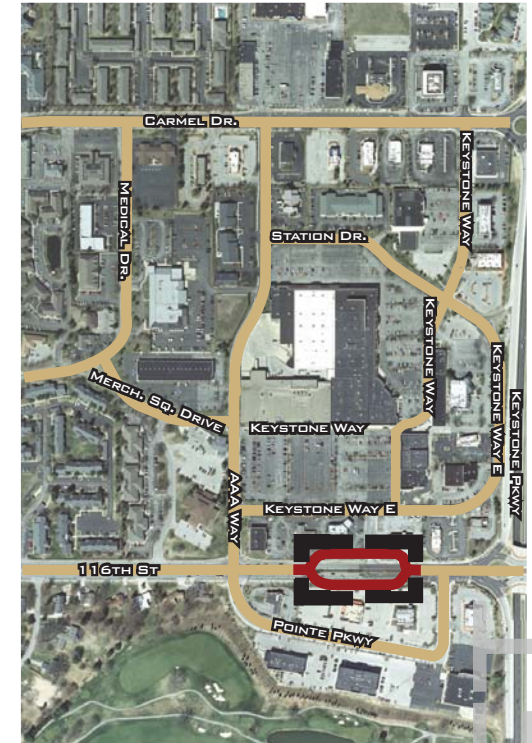 CARMEL DR.
MEDICAL DR.
KEYSTONE WAY
STATION DR.
KEYSTONE WAY
KEYSTONE WAY E
KEYSTONE PKWY
MERCH. SQ. DRIVE
KEYSTONE WAY
AAA WAY
KEYSTONE WAY E
116TH ST
POINTE PKWY